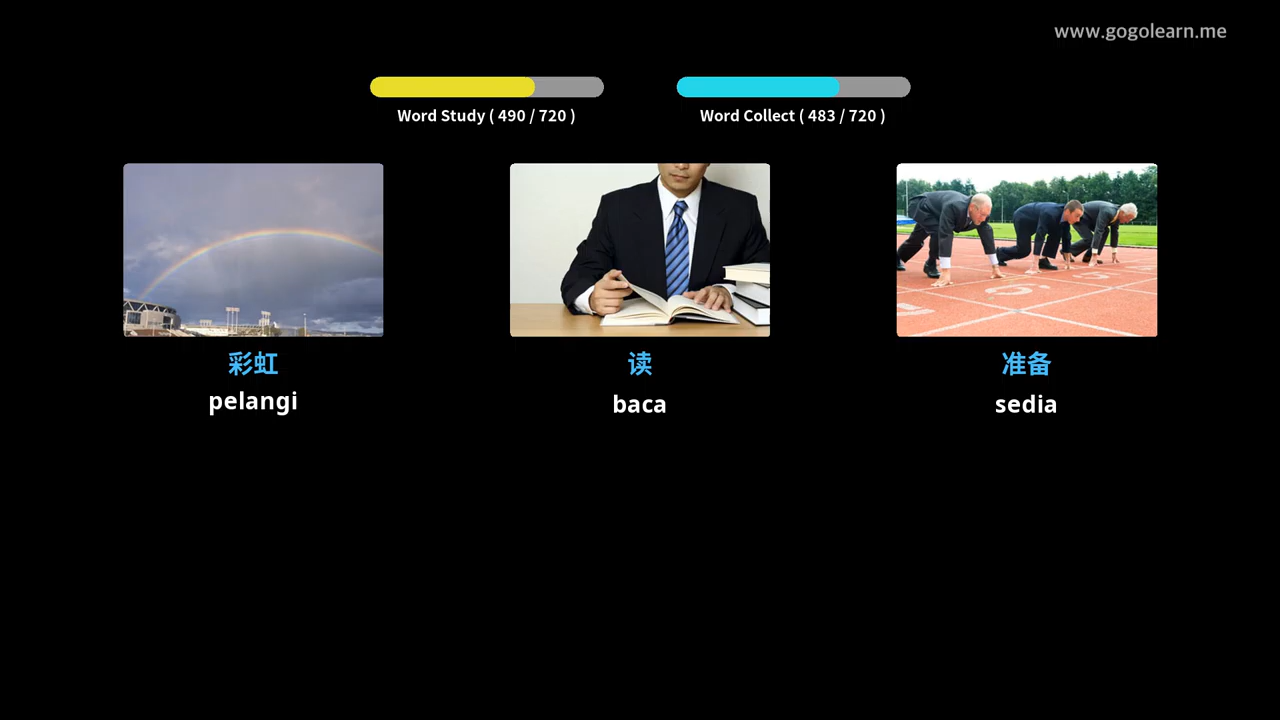 www.gogolearn.me
Word Study ( 490 / 720 )
Word Collect ( 483 / 720 )
彩虹
读
准备
pelangi
baca
sedia